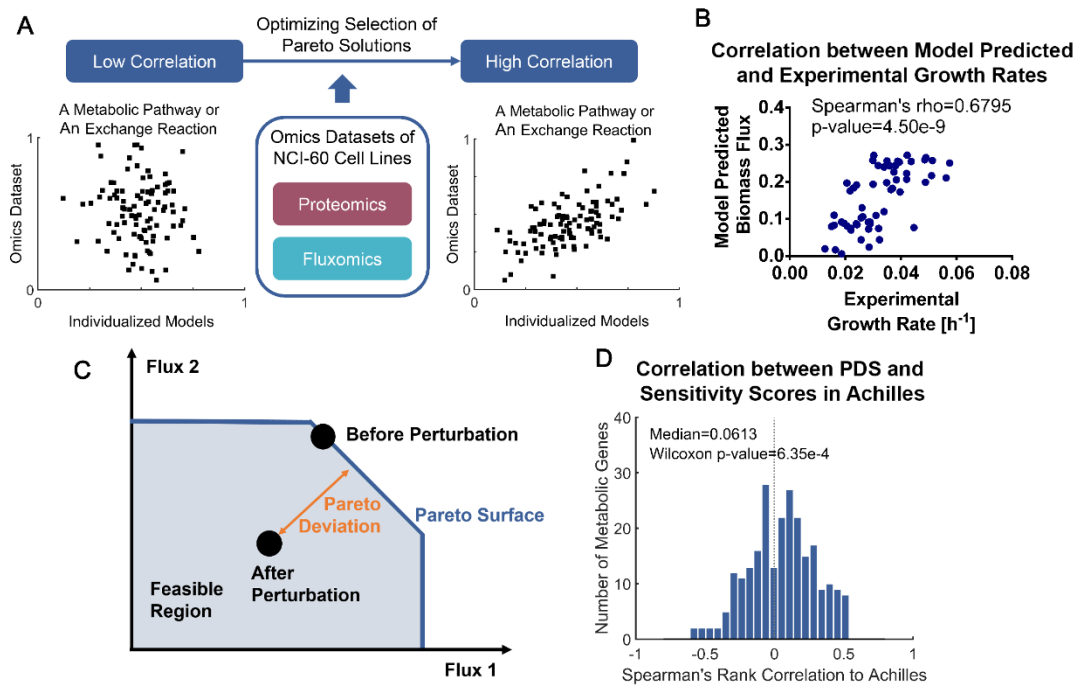 A
Optimizing Selection of
Pareto Solutions
Low Correlation
High Correlation
A Metabolic Pathway or
An Exchange Reaction
1
Omics Dataset
0
0
1
Individualized Models
Omics Datasets of
NCI-60 Cell Lines
Proteomics
Fluxomics
A Metabolic Pathway or
An Exchange Reaction
1
Omics Dataset
0
0
1
Individualized Models
B
Correlation between Model Predicted
and Experimental Growth Rates
Spearman's rho=0.6795
p-value=4.50e-9
Model Predicted
Biomass Flux
0.4
0.3
0.2
0.1
0.0
0.00
0.02
0.04
0.06
0.08
Experimental
Growth Rate [h-1]
C
Flux 2
Before Perturbation
Pareto
Deviation
Pareto Surface
After
Perturbation
Feasible
Region
Flux 1
D
Correlation between PDS and
Sensitivity Scores in Achilles
Median=0.0613
Wilcoxon p-value=6.35e-4
Number of Metabolic Genes
40
30
20
10
0
-1
-0.5
0
0.5
1
Spearman's Rank Correlation to Achilles